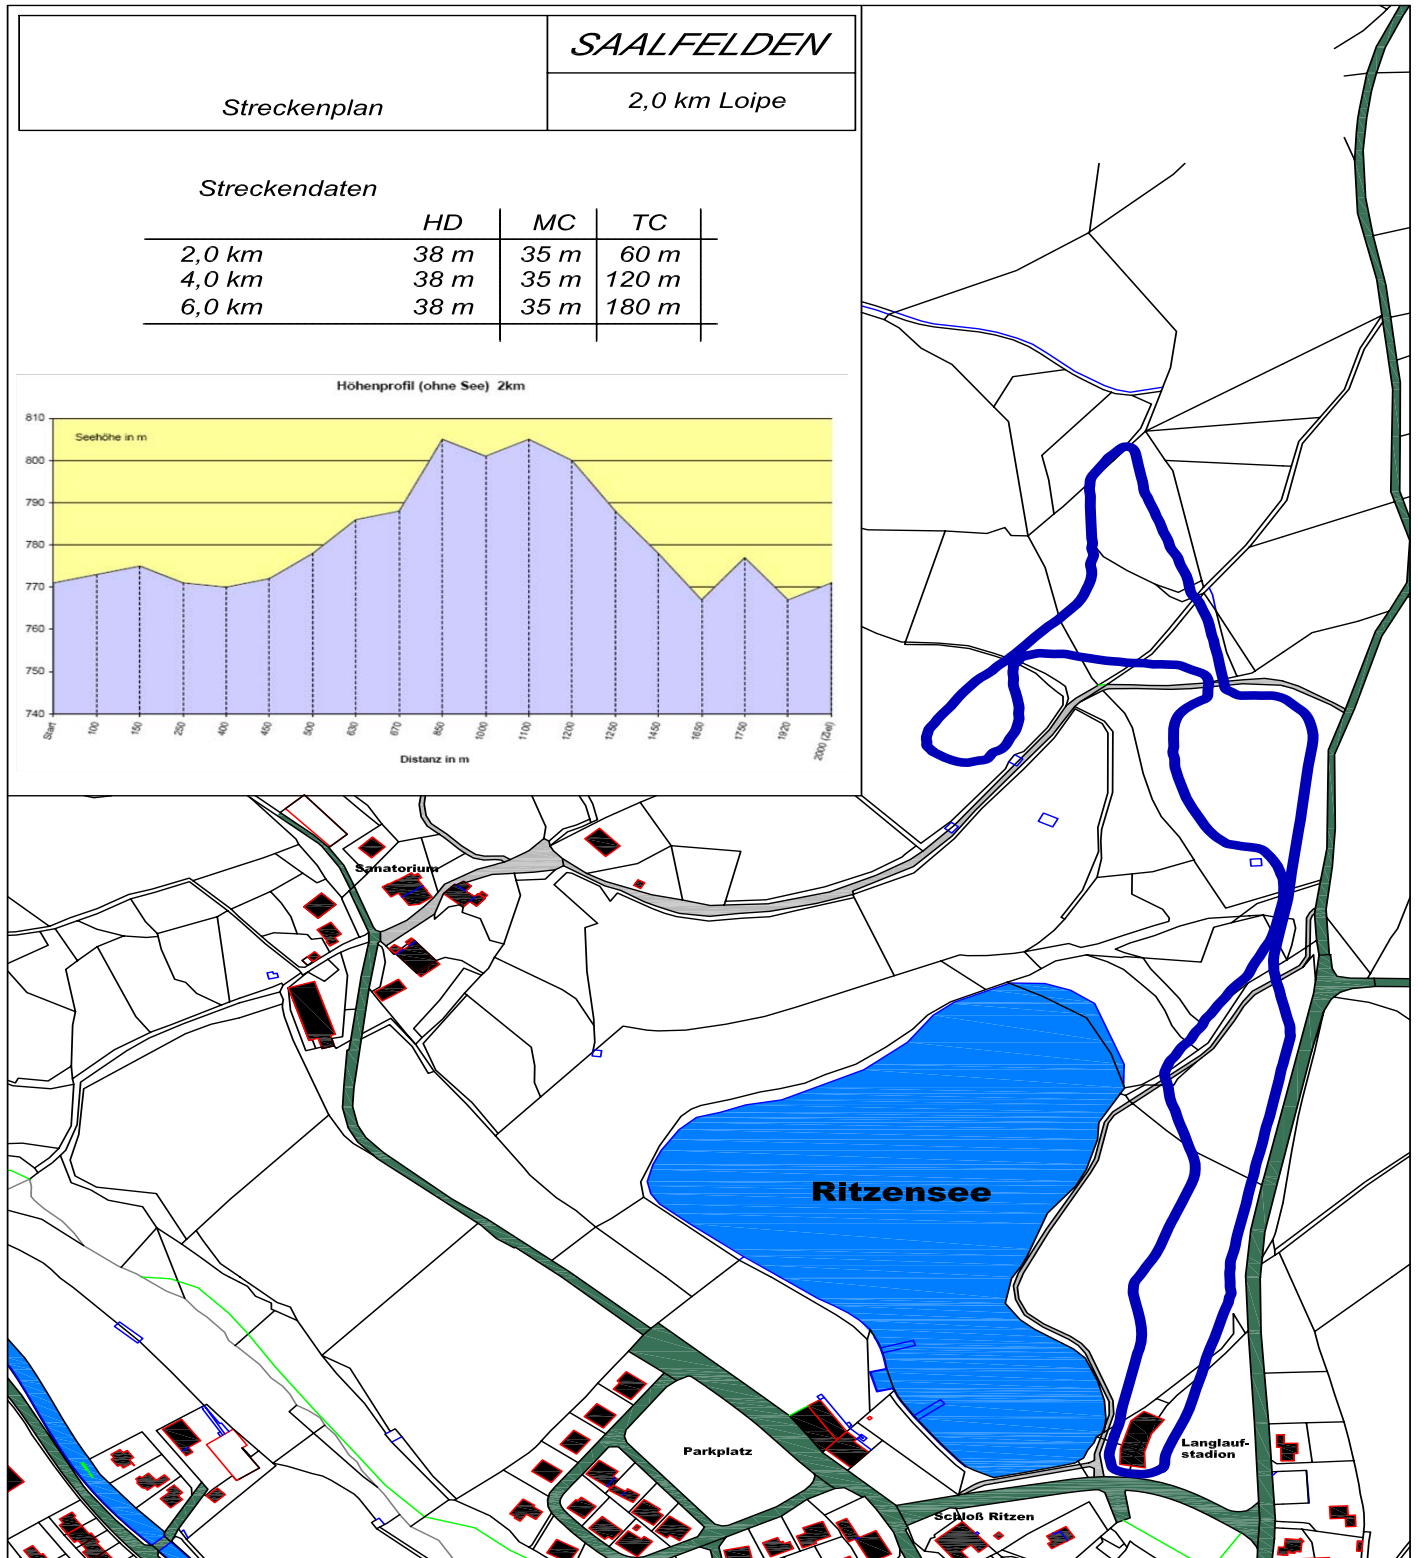 SAALFELDEN
Streckenplan
2,0 km Loipe
Streckendaten
HD MC TC
2,0 km 38 m 35 m 60 m
4,0 km 38 m 35 m 120 m
6,0 km 38 m 35 m 180 m
Höhenprofil (ohne See) 2km
Seehöhe in m
810
800
790
780
770
760
750
740
Start 100 150 250 400 450 500 630 670 850 1000 1100 1200 1250 1450 1650 1750 1920 2000 (Ziel)
Distanz in m
Sanatorium
Ritzensee
Parkplatz
Langlauf-
stadion
Schloß Ritzen